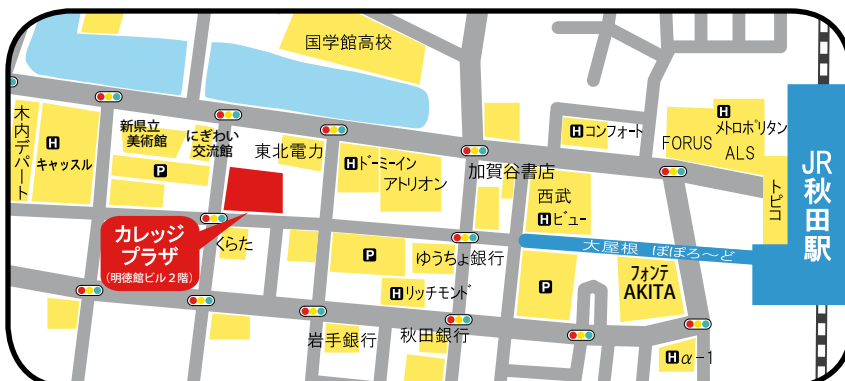 国学館高校
木内デパート
H
キャッスル
新県立
美術館
にぎわい
交流館
P
東北電力
H ドーミーイン
アトリオン
加賀谷書店
H コンフォート
FORUS
H
メトロポリタン
ALS
トピコ
JR秋田駅
西武
H ビュー
大屋根 ぽぽろ〜ど
カレッジ
プラザ
(明徳館ビル2階)
くらた
P
ゆうちょ銀行
H リッチモンド
P
フォンテ
AKITA
岩手銀行
秋田銀行
H α-1